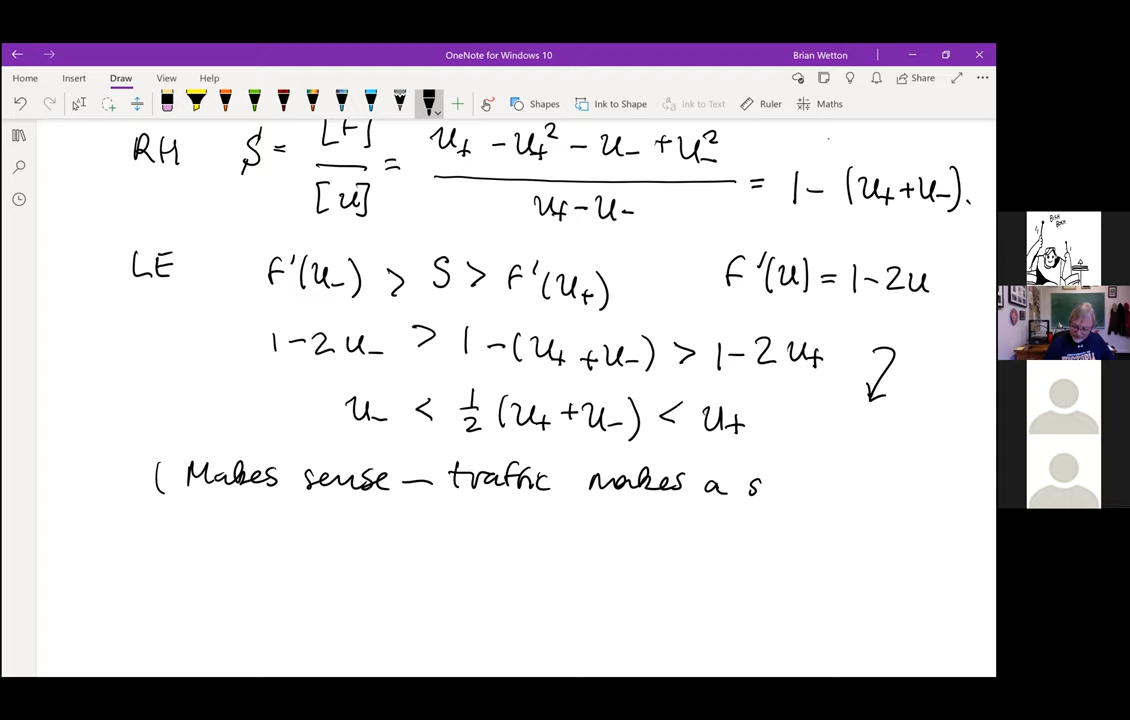 OneNote for Windows 10
Brian Wetton
Home Insert Draw View Help
Share
Shapes Ink to Shape Ink to Text Ruler Maths
RH S = [F] / [u] = (u₊ - u₊² - u₋ + u₋²) / (u₊ - u₋) = 1 - (u₊ + u₋).
LE F'(u₋) > S > F'(u₊) F'(u) = 1 - 2u
1 - 2u₋ > 1 - (u₊ + u₋) > 1 - 2u₊
u₋ < ½ (u₊ + u₋) < u₊
( Makes sense — traffic makes a s